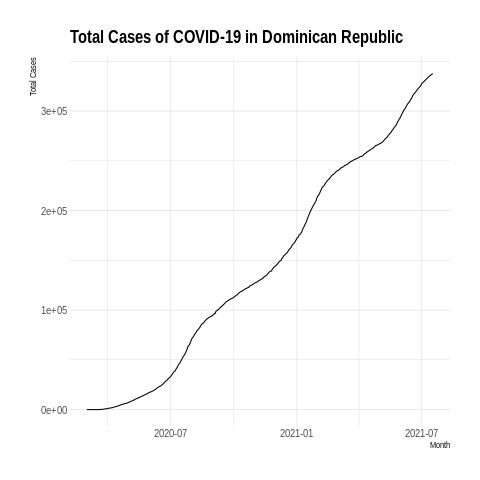 Total Cases of COVID-19 in Dominican Republic
Total Cases
3e+05
2e+05
1e+05
0e+00
2020-07 2021-01 2021-07
Month